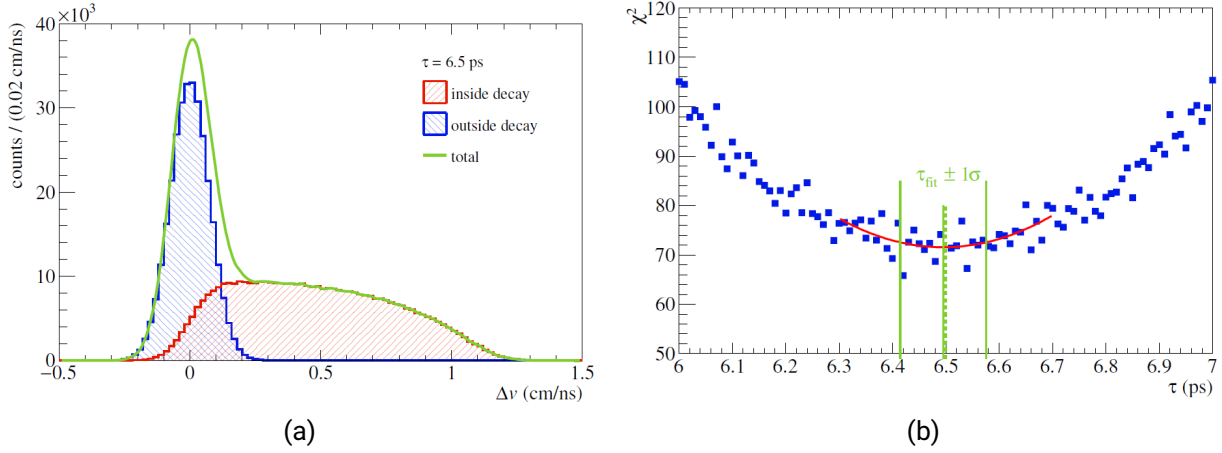 ×10³
40
30
20
10
0
counts / (0.02 cm/ns)
τ = 6.5 ps
inside decay
outside decay
total
−0.5 0 0.5 1 1.5
Δv (cm/ns)
(a)
χ²
120
110
100
90
80
70
60
50
τfit ± 1σ
6 6.1 6.2 6.3 6.4 6.5 6.6 6.7 6.8 6.9 7
τ (ps)
(b)